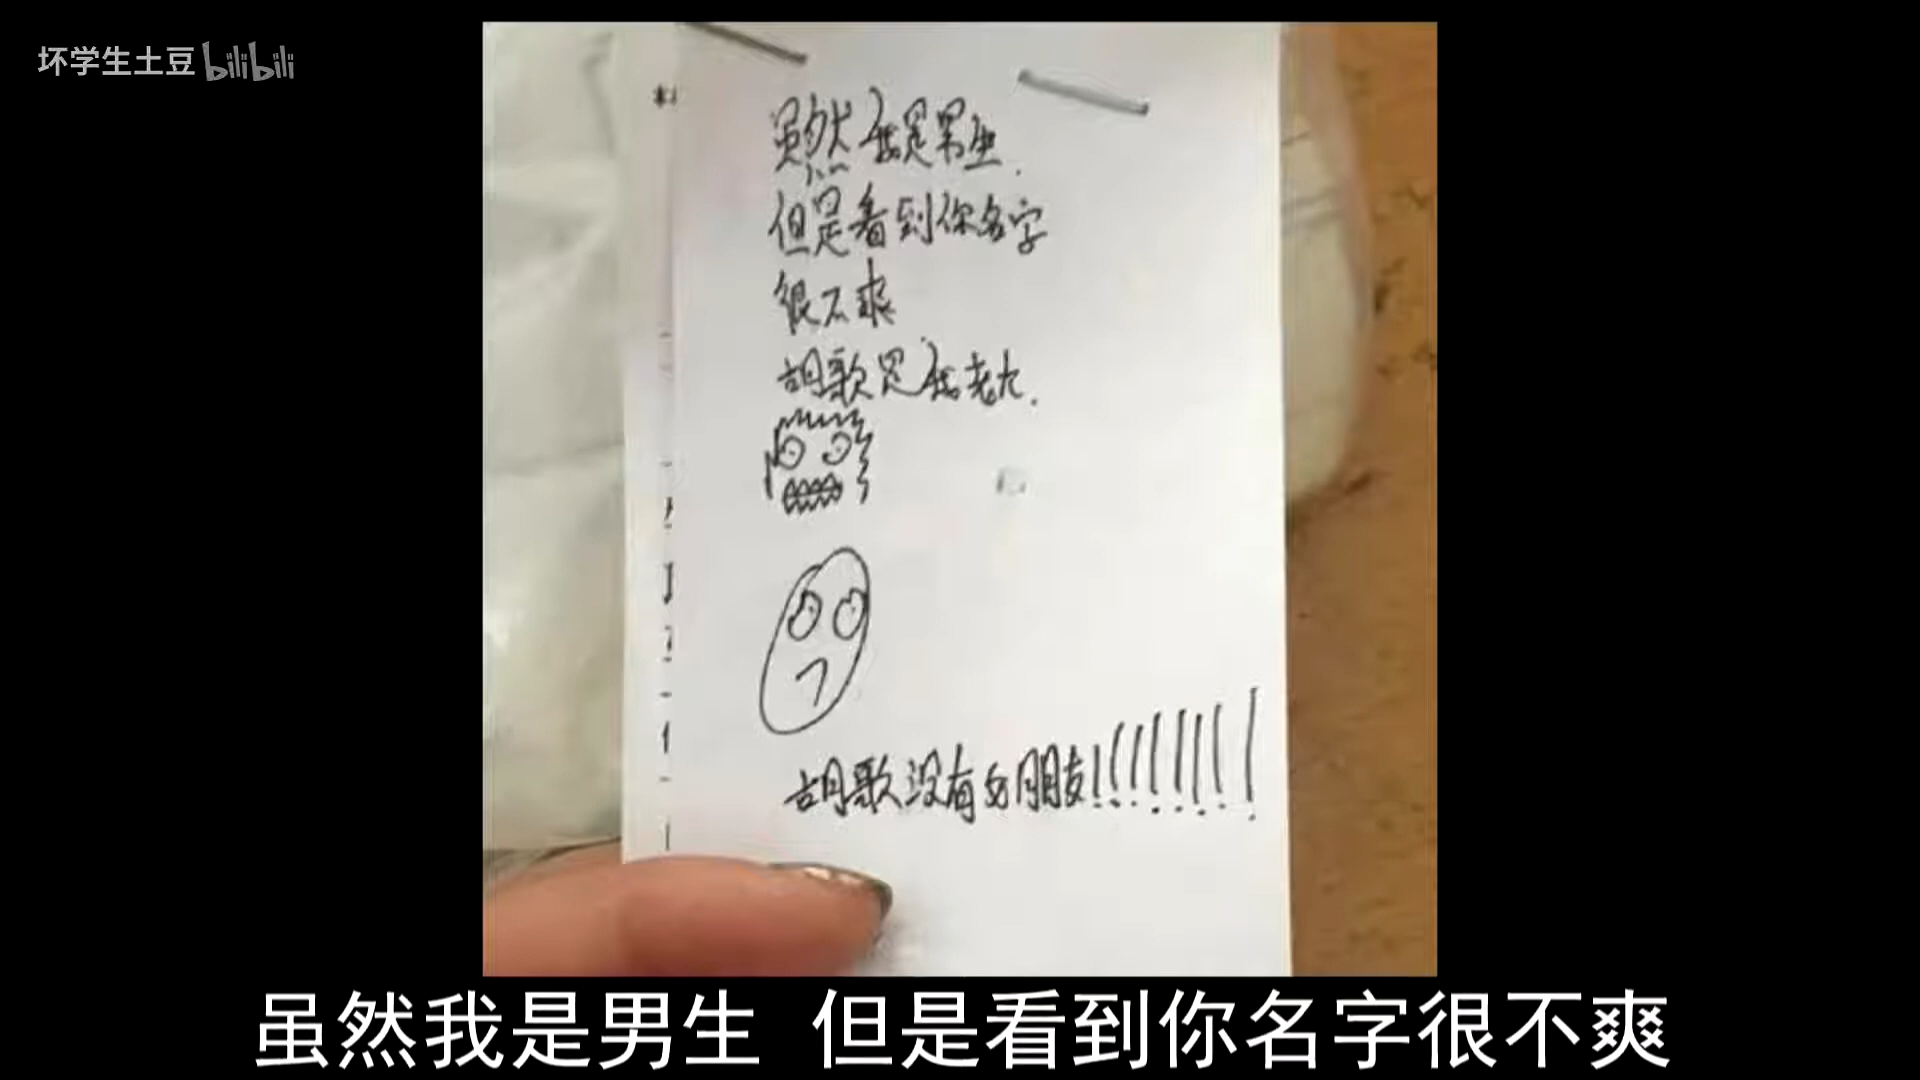 坏学生土豆 bilibili
虽然我是男生.
但是看到你名字
很不爽
胡歌是我老九.
胡歌没有女朋友!!!!!!!!!
虽然我是男生 但是看到你名字很不爽